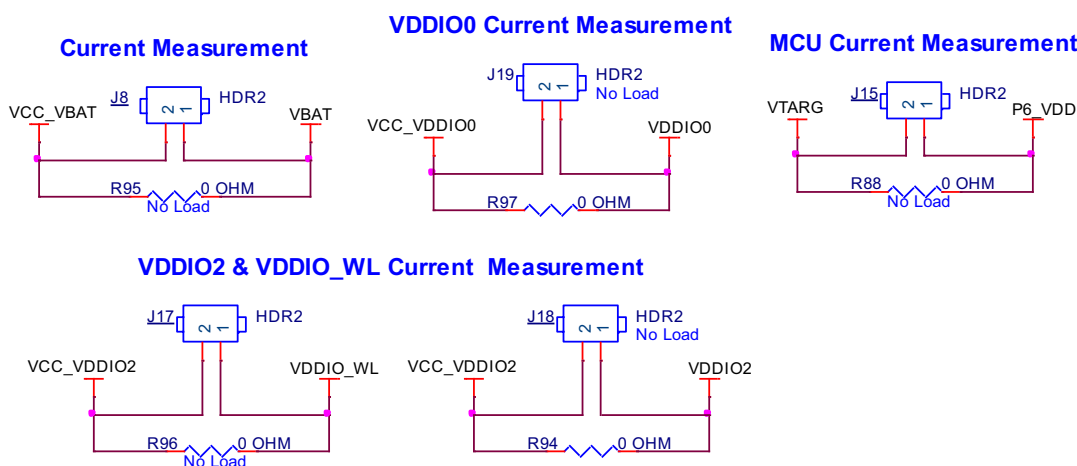 Current Measurement
J8
2
1
HDR2
VCC_VBAT
VBAT
R95
0 OHM
No Load
VDDIO0 Current Measurement
J19
2
1
HDR2
No Load
VCC_VDDIO0
VDDIO0
R97
0 OHM
MCU Current Measurement
J15
2
1
HDR2
VTARG
P6_VDD
R88
0 OHM
No Load
VDDIO2 & VDDIO_WL Current Measurement
J17
2
1
HDR2
VCC_VDDIO2
VDDIO_WL
R96
0 OHM
No Load
J18
2
1
HDR2
No Load
VCC_VDDIO2
VDDIO2
R94
0 OHM